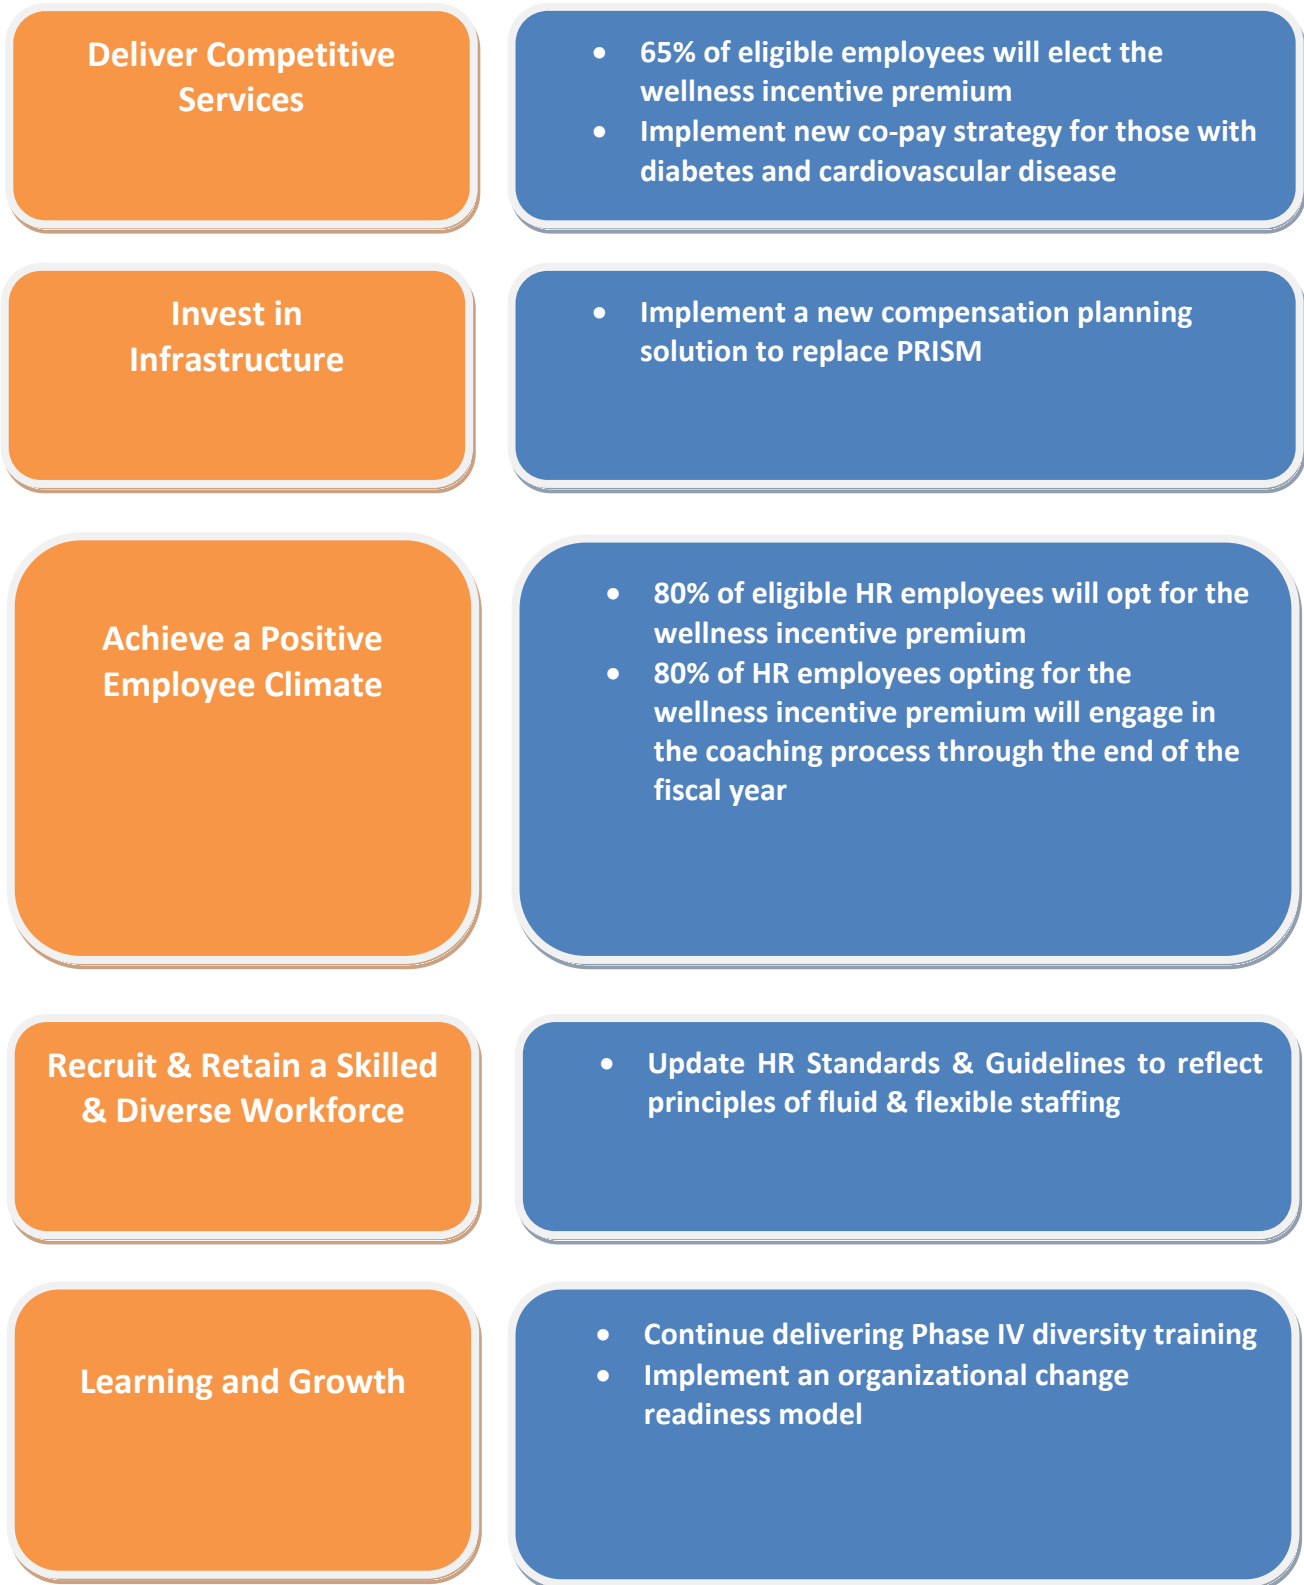 Deliver Competitive
Services
• 65% of eligible employees will elect the
wellness incentive premium
• Implement new co-pay strategy for those with
diabetes and cardiovascular disease
Invest in
Infrastructure
• Implement a new compensation planning
solution to replace PRISM
Achieve a Positive
Employee Climate
• 80% of eligible HR employees will opt for the
wellness incentive premium
• 80% of HR employees opting for the
wellness incentive premium will engage in
the coaching process through the end of the
fiscal year
Recruit & Retain a Skilled
& Diverse Workforce
• Update HR Standards & Guidelines to reflect
principles of fluid & flexible staffing
Learning and Growth
• Continue delivering Phase IV diversity training
• Implement an organizational change
readiness model